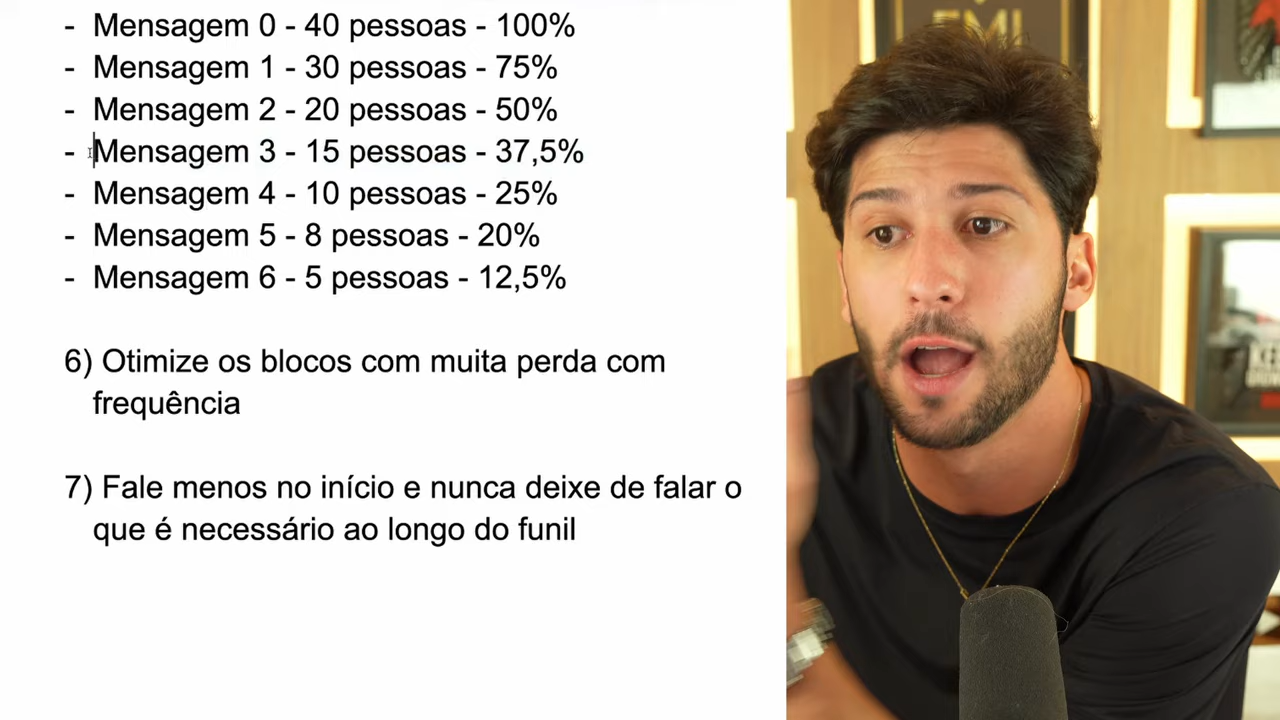 - Mensagem 0 - 40 pessoas - 100%
- Mensagem 1 - 30 pessoas - 75%
- Mensagem 2 - 20 pessoas - 50%
- Mensagem 3 - 15 pessoas - 37,5%
- Mensagem 4 - 10 pessoas - 25%
- Mensagem 5 - 8 pessoas - 20%
- Mensagem 6 - 5 pessoas - 12,5%
6) Otimize os blocos com muita perda com
frequência
7) Fale menos no início e nunca deixe de falar o
que é necessário ao longo do funil